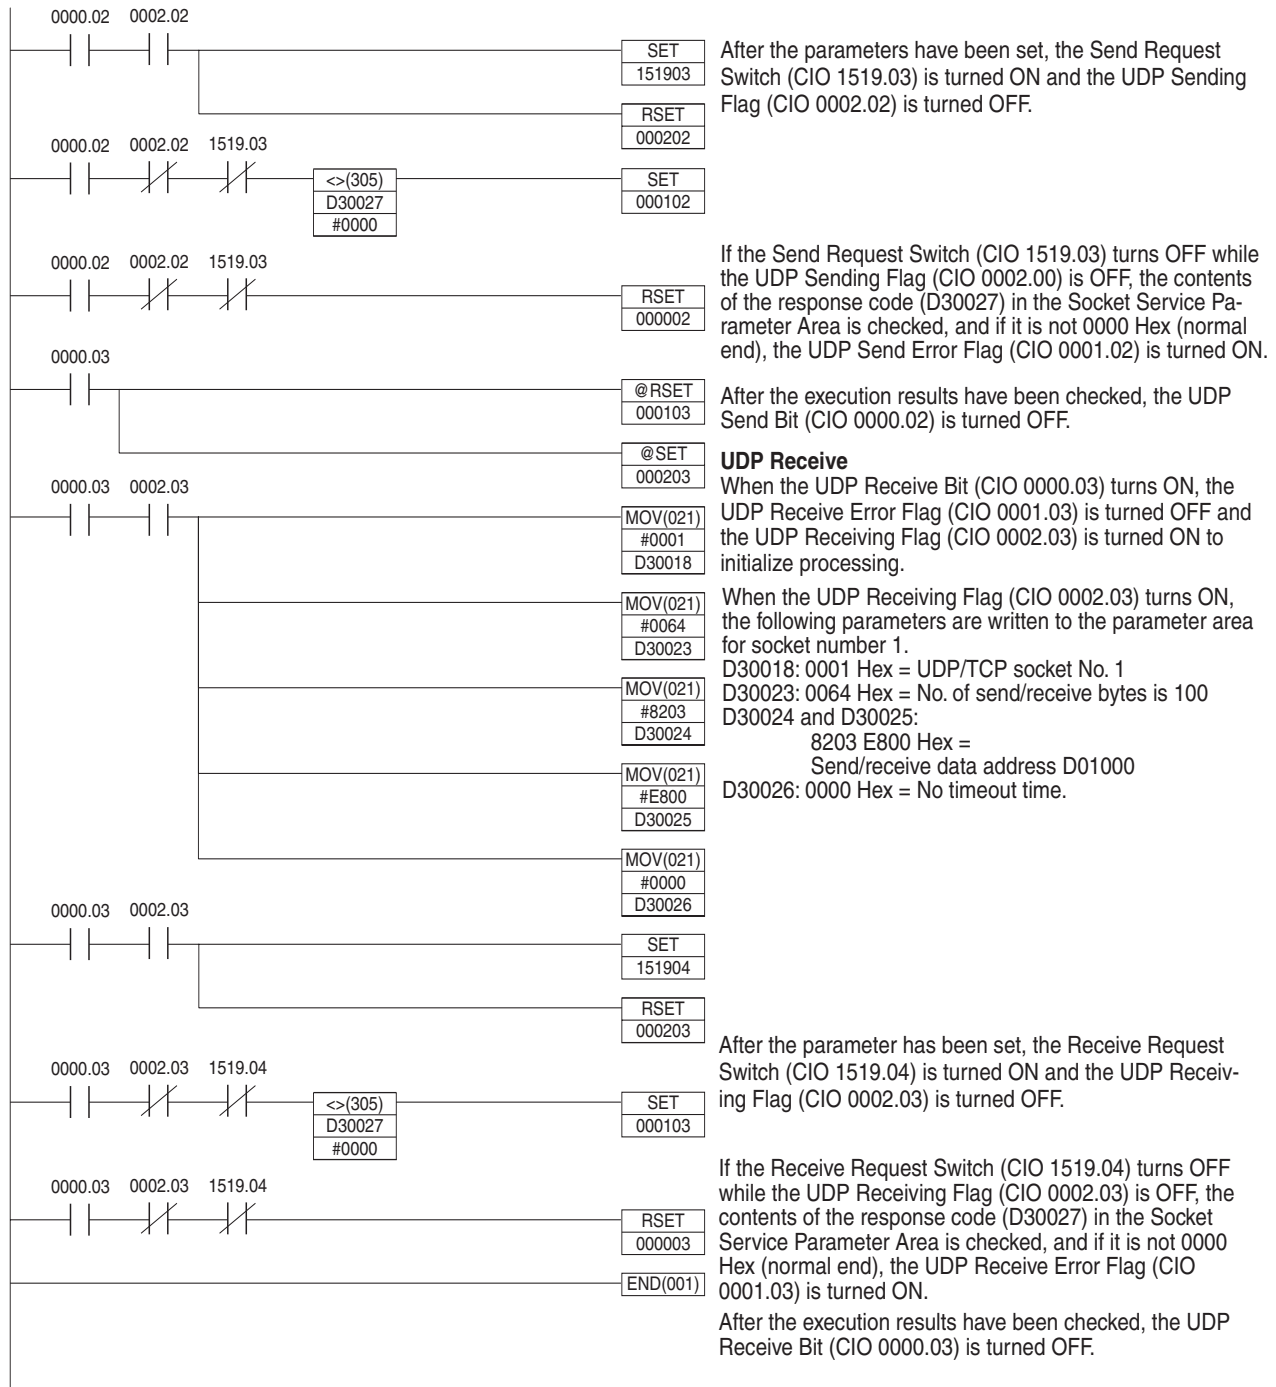 0000.02 0002.02
SET
151903
After the parameters have been set, the Send Request
Switch (CIO 1519.03) is turned ON and the UDP Sending
Flag (CIO 0002.02) is turned OFF.
RSET
000202
0000.02 0002.02 1519.03
<>(305)
D30027
#0000
SET
000102
0000.02 0002.02 1519.03
RSET
000002
If the Send Request Switch (CIO 1519.03) turns OFF while
the UDP Sending Flag (CIO 0002.00) is OFF, the contents
of the response code (D30027) in the Socket Service Pa-
rameter Area is checked, and if it is not 0000 Hex (normal
end), the UDP Send Error Flag (CIO 0001.02) is turned ON.
0000.03
@RSET
000103
After the execution results have been checked, the UDP
Send Bit (CIO 0000.02) is turned OFF.
@SET
000203
UDP Receive
When the UDP Receive Bit (CIO 0000.03) turns ON, the
UDP Receive Error Flag (CIO 0001.03) is turned OFF and
the UDP Receiving Flag (CIO 0002.03) is turned ON to
initialize processing.
0000.03 0002.03
MOV(021)
#0001
D30018
MOV(021)
#0064
D30023
MOV(021)
#8203
D30024
MOV(021)
#E800
D30025
MOV(021)
#0000
D30026
When the UDP Receiving Flag (CIO 0002.03) turns ON,
the following parameters are written to the parameter area
for socket number 1.
D30018: 0001 Hex = UDP/TCP socket No. 1
D30023: 0064 Hex = No. of send/receive bytes is 100
D30024 and D30025:
8203 E800 Hex =
Send/receive data address D01000
D30026: 0000 Hex = No timeout time.
0000.03 0002.03
SET
151904
RSET
000203
After the parameter has been set, the Receive Request
Switch (CIO 1519.04) is turned ON and the UDP Receiv-
ing Flag (CIO 0002.03) is turned OFF.
0000.03 0002.03 1519.04
<>(305)
D30027
#0000
SET
000103
0000.03 0002.03 1519.04
RSET
000003
If the Receive Request Switch (CIO 1519.04) turns OFF
while the UDP Receiving Flag (CIO 0002.03) is OFF, the
contents of the response code (D30027) in the Socket
Service Parameter Area is checked, and if it is not 0000
Hex (normal end), the UDP Receive Error Flag (CIO
0001.03) is turned ON.
END(001)
After the execution results have been checked, the UDP
Receive Bit (CIO 0000.03) is turned OFF.